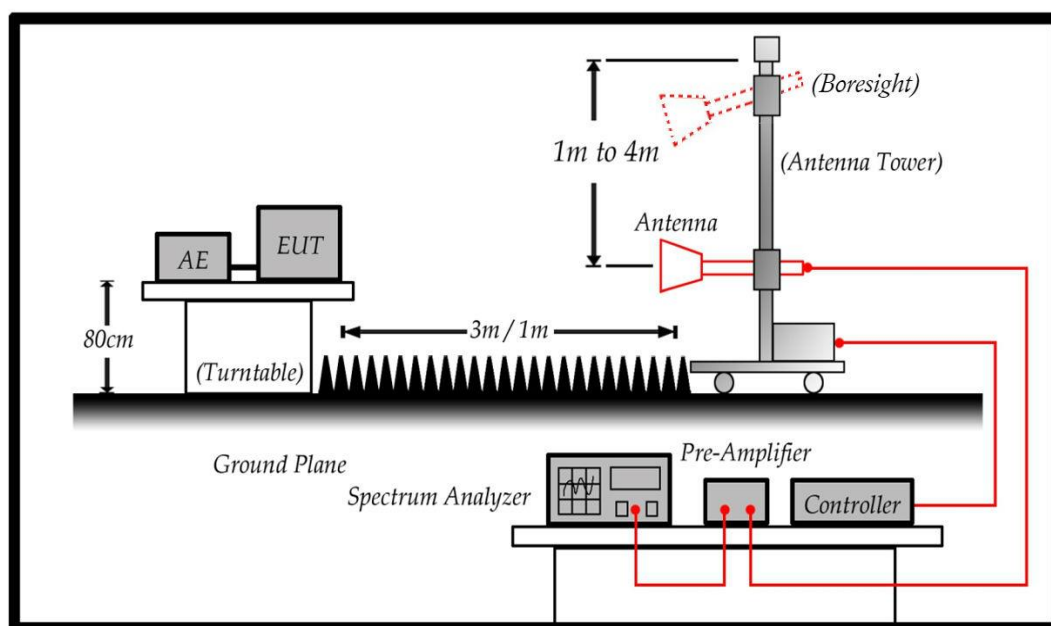 (Boresight)
1m to 4m
(Antenna Tower)
Antenna
EUT
AE
80cm
3m / 1m
(Turntable)
Ground Plane
Pre-Amplifier
Spectrum Analyzer
Controller